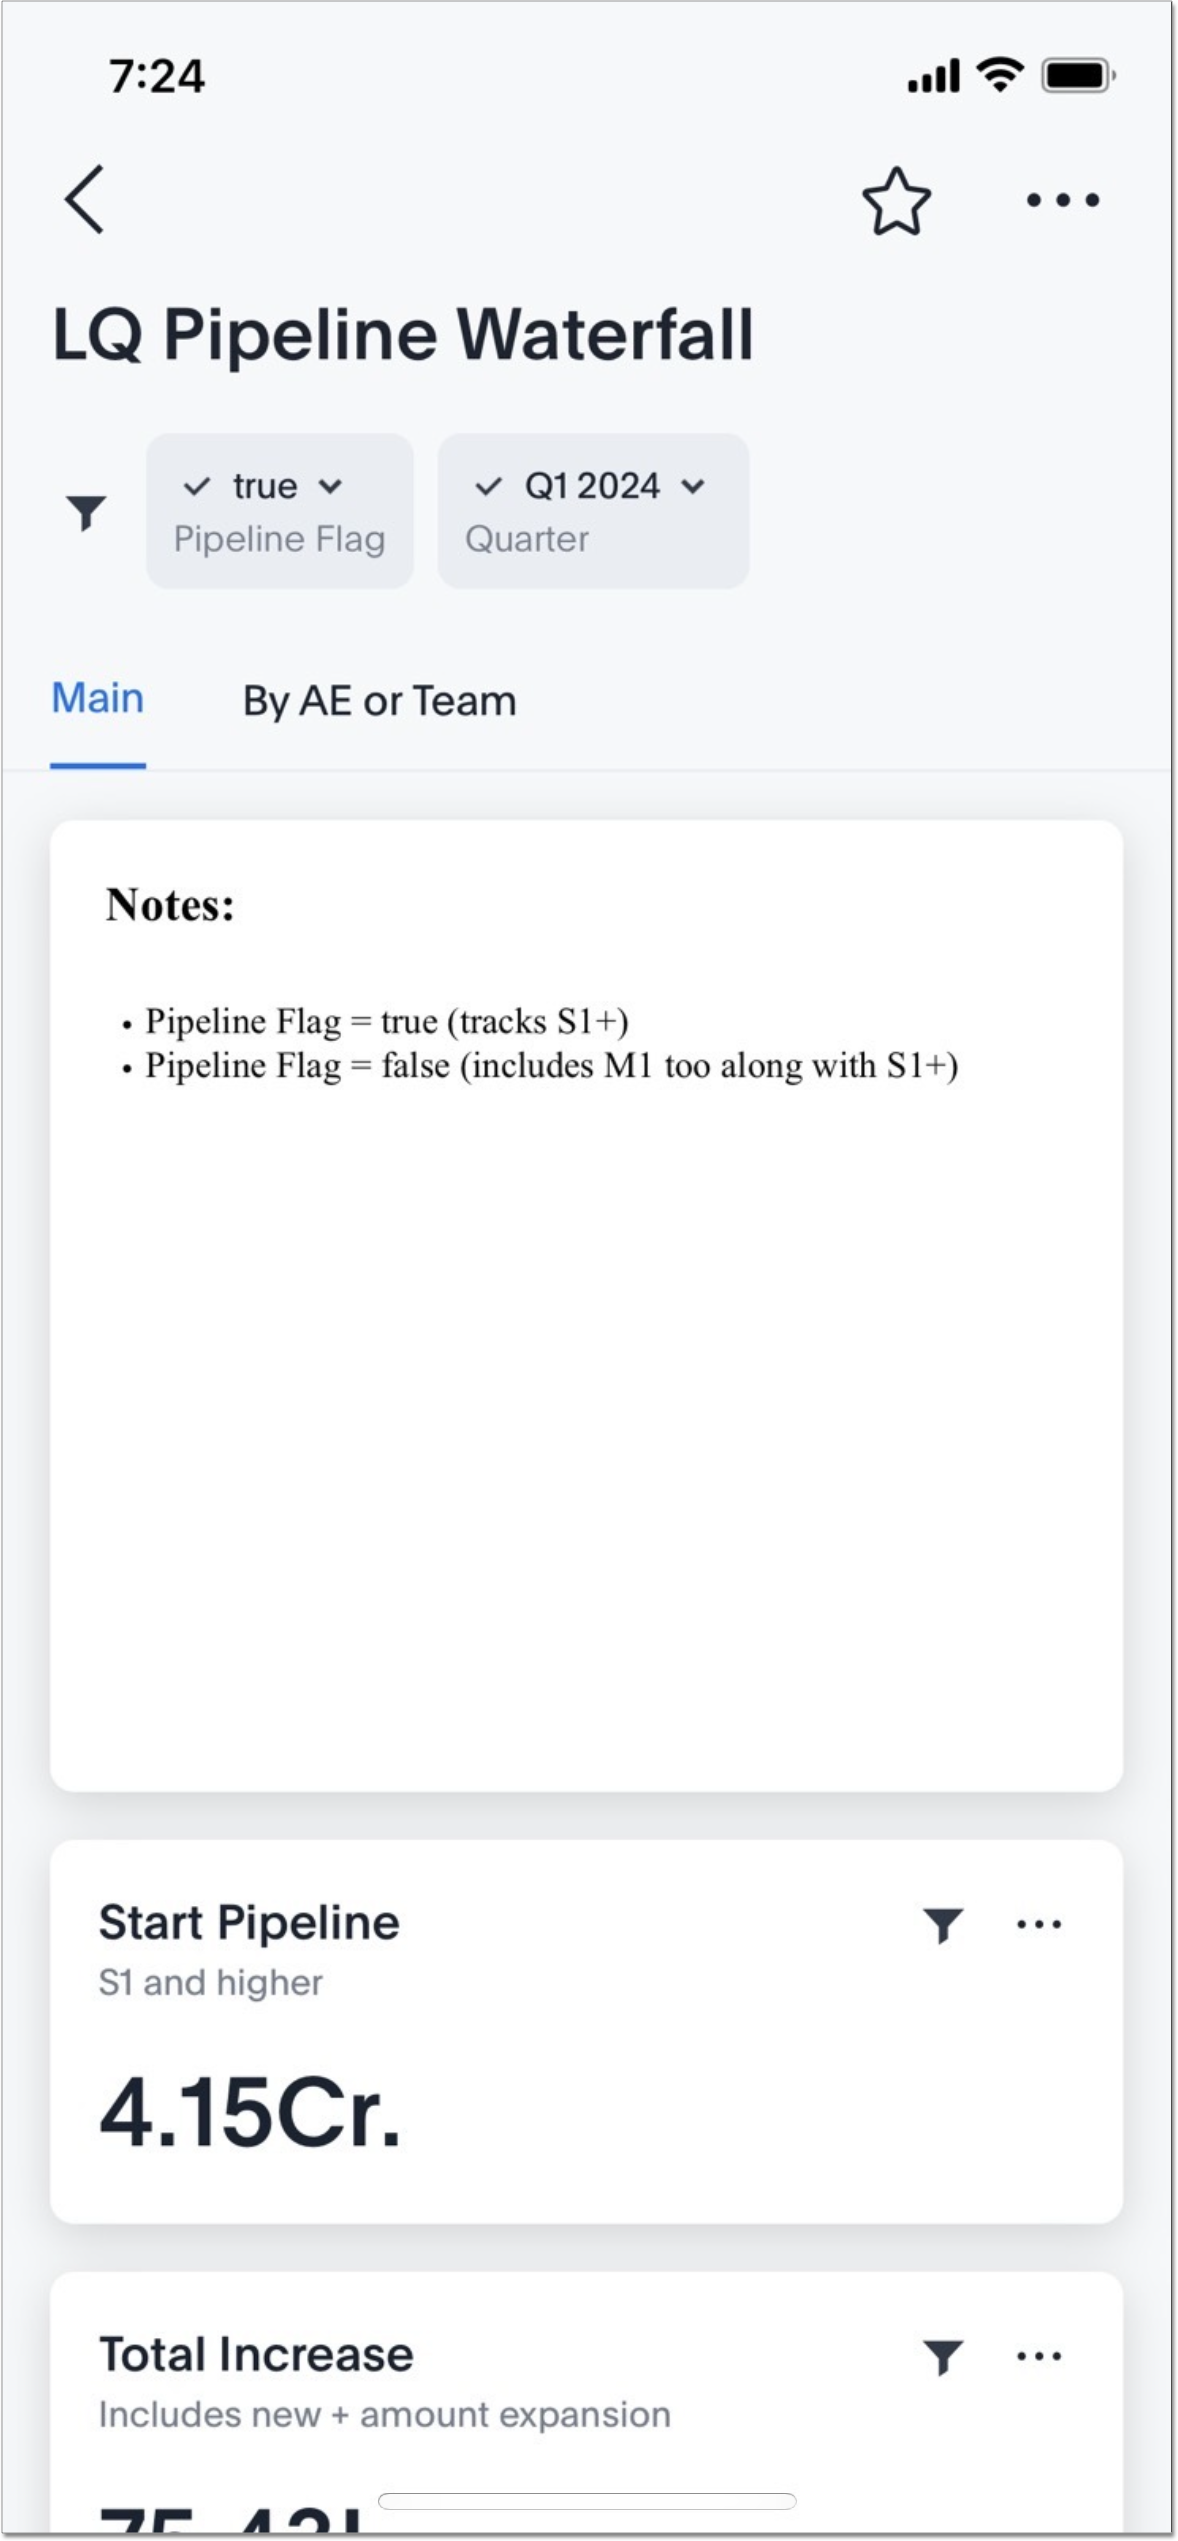 7:24
LQ Pipeline Waterfall
true
Pipeline Flag
Q1 2024
Quarter
Main
By AE or Team
Notes:
• Pipeline Flag = true (tracks S1+)
• Pipeline Flag = false (includes M1 too along with S1+)
Start Pipeline
S1 and higher
4.15Cr.
Total Increase
Includes new + amount expansion